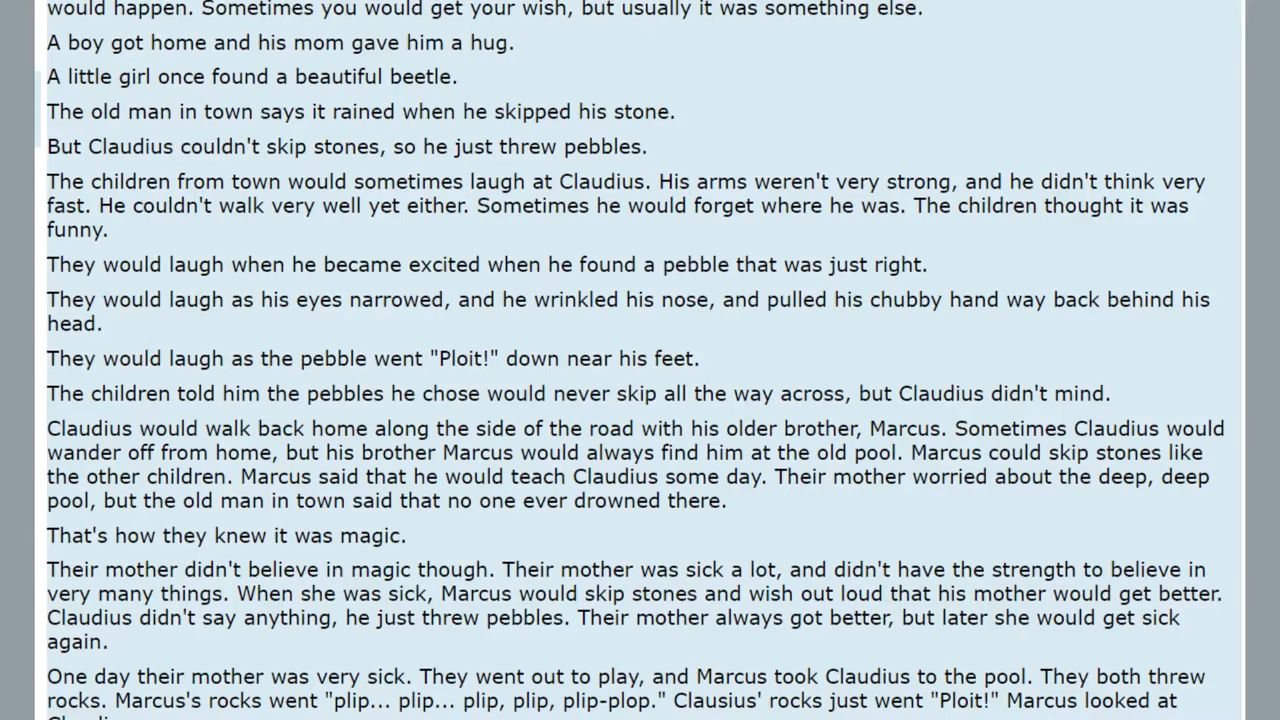 would happen. Sometimes you would get your wish, but usually it was something else.
A boy got home and his mom gave him a hug.
A little girl once found a beautiful beetle.
The old man in town says it rained when he skipped his stone.
But Claudius couldn't skip stones, so he just threw pebbles.
The children from town would sometimes laugh at Claudius. His arms weren't very strong, and he didn't think very
fast. He couldn't walk very well yet either. Sometimes he would forget where he was. The children thought it was
funny.
They would laugh when he became excited when he found a pebble that was just right.
They would laugh as his eyes narrowed, and he wrinkled his nose, and pulled his chubby hand way back behind his
head.
They would laugh as the pebble went "Ploit!" down near his feet.
The children told him the pebbles he chose would never skip all the way across, but Claudius didn't mind.
Claudius would walk back home along the side of the road with his older brother, Marcus. Sometimes Claudius would
wander off from home, but his brother Marcus would always find him at the old pool. Marcus could skip stones like
the other children. Marcus said that he would teach Claudius some day. Their mother worried about the deep, deep
pool, but the old man in town said that no one ever drowned there.
That's how they knew it was magic.
Their mother didn't believe in magic though. Their mother was sick a lot, and didn't have the strength to believe in
very many things. When she was sick, Marcus would skip stones and wish out loud that his mother would get better.
Claudius didn't say anything, he just threw pebbles. Their mother always got better, but later she would get sick
again.
One day their mother was very sick. They went out to play, and Marcus took Claudius to the pool. They both threw
rocks. Marcus's rocks went "plip... plip... plip, plip, plip-plop." Clausius' rocks just went "Ploit!" Marcus looked at